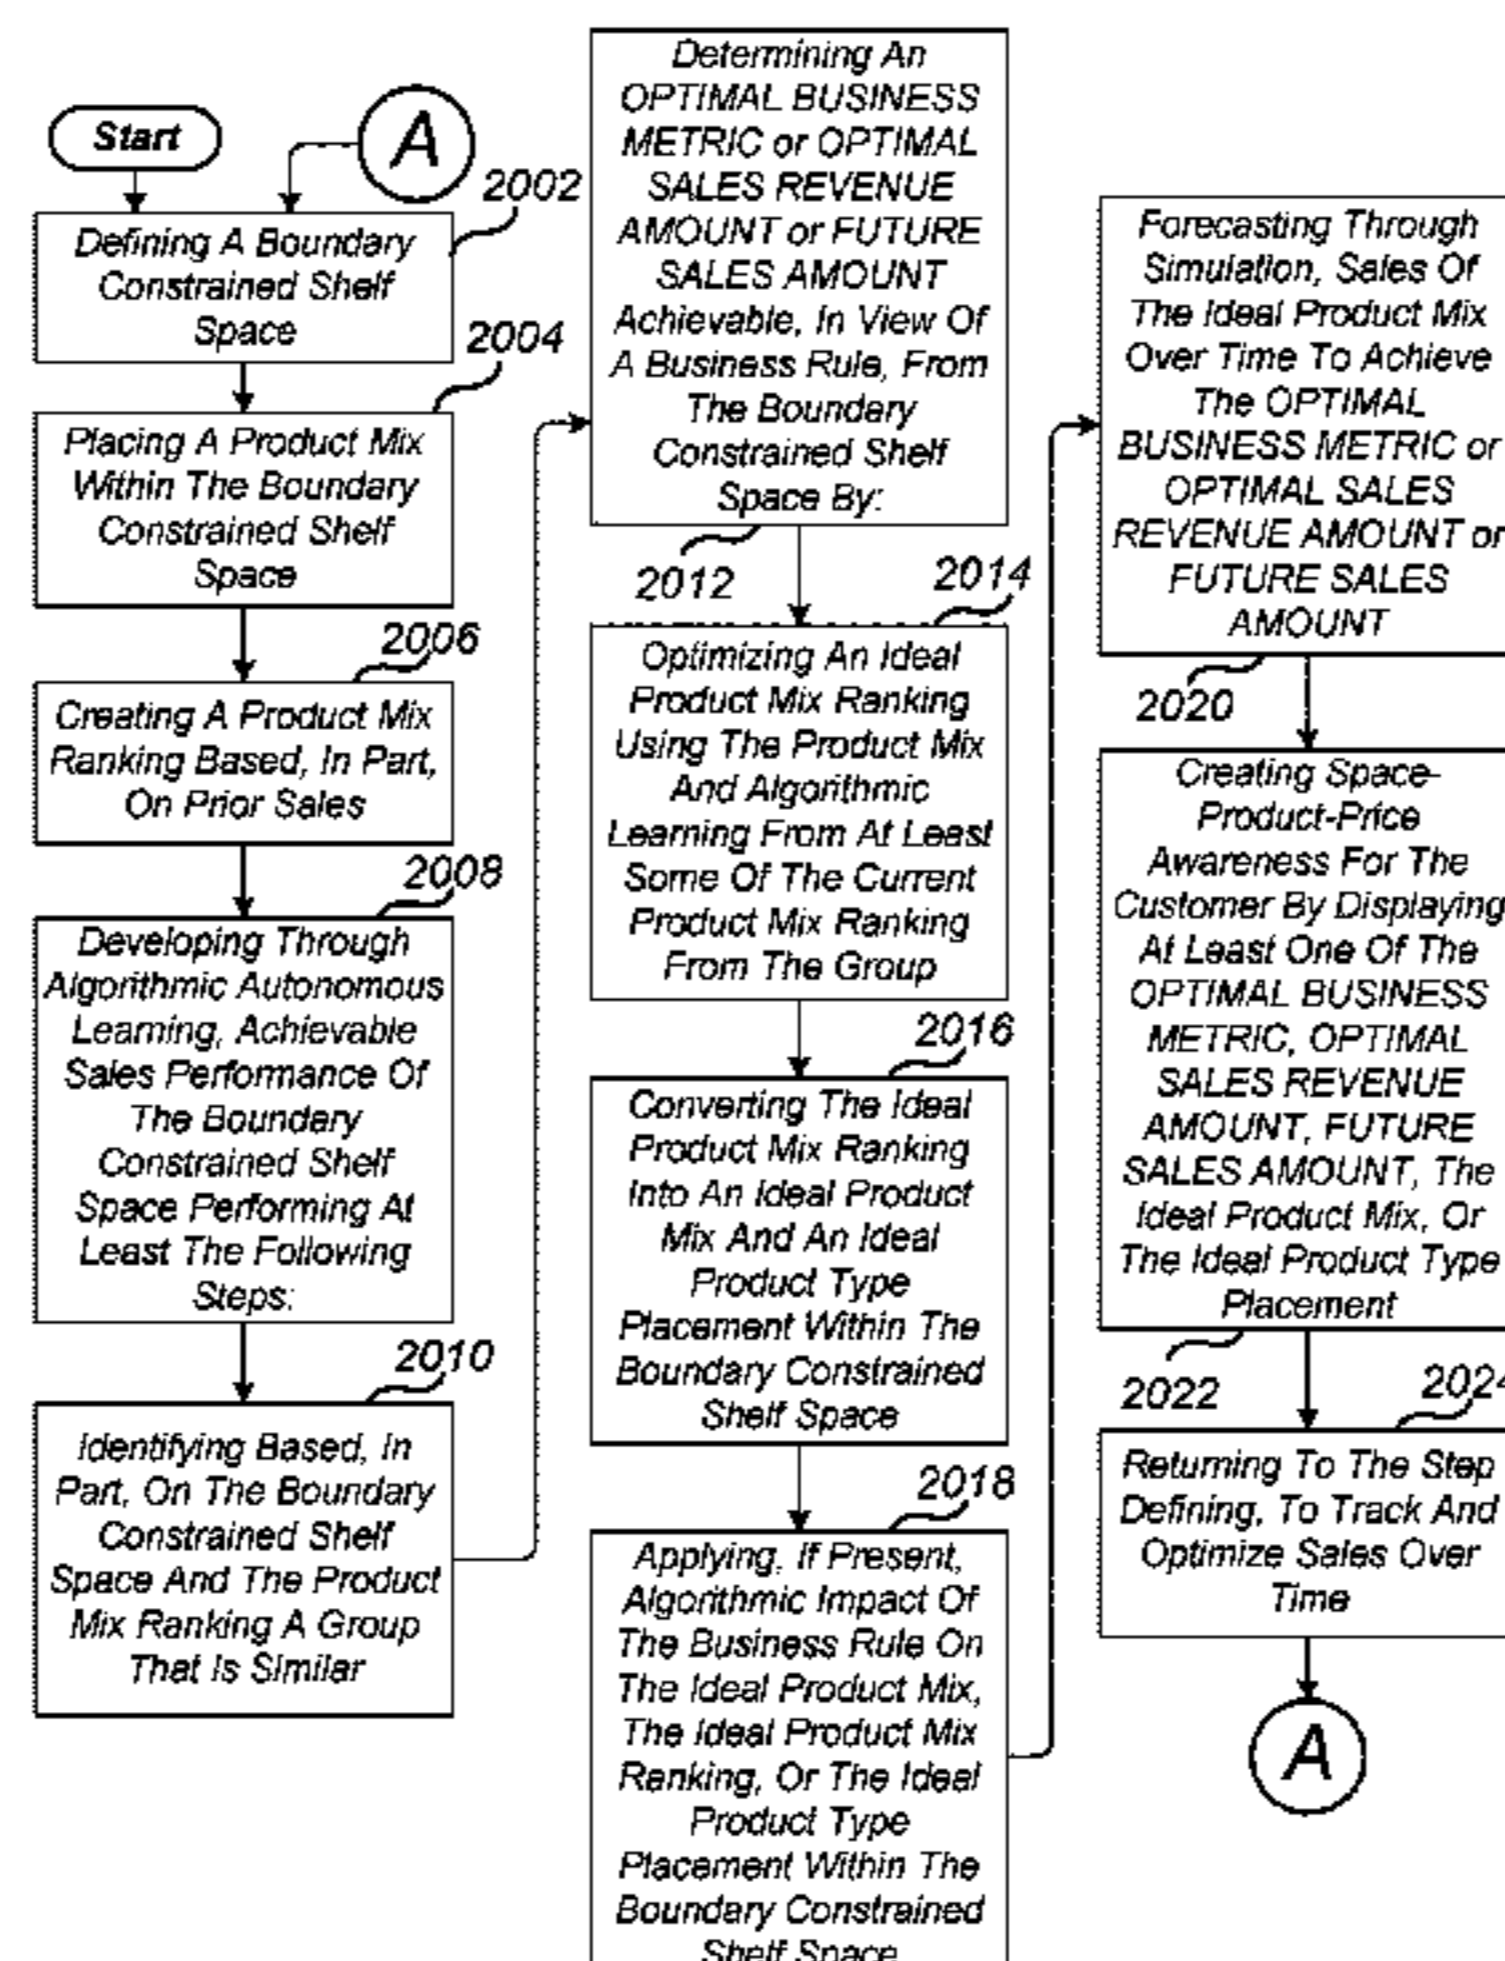 Start
A
2002
Defining A Boundary
Constrained Shelf
Space
2004
Placing A Product Mix
Within The Boundary
Constrained Shelf
Space
2006
Creating A Product Mix
Ranking Based, In Part,
On Prior Sales
2008
Developing Through
Algorithmic Autonomous
Learning, Achievable
Sales Performance Of
The Boundary
Constrained Shelf
Space Performing At
Least The Following
Steps:
2010
Identifying Based, In
Part, On The Boundary
Constrained Shelf
Space And The Product
Mix Ranking A Group
That Is Similar
Determining An
OPTIMAL BUSINESS
METRIC or OPTIMAL
SALES REVENUE
AMOUNT or FUTURE
SALES AMOUNT
Achievable, In View Of
A Business Rule, From
The Boundary
Constrained Shelf
Space By:
2012
2014
Optimizing An Ideal
Product Mix Ranking
Using The Product Mix
And Algorithmic
Learning From At Least
Some Of The Current
Product Mix Ranking
From The Group
2016
Converting The Ideal
Product Mix Ranking
Into An Ideal Product
Mix And An Ideal
Product Type
Placement Within The
Boundary Constrained
Shelf Space
2018
Applying, If Present,
Algorithmic Impact Of
The Business Rule On
The Ideal Product Mix,
The Ideal Product Mix
Ranking, Or The Ideal
Product Type
Placement Within The
Boundary Constrained
Shelf Space
Forecasting Through
Simulation, Sales Of
The Ideal Product Mix
Over Time To Achieve
The OPTIMAL
BUSINESS METRIC or
OPTIMAL SALES
REVENUE AMOUNT or
FUTURE SALES
AMOUNT
2020
Creating Space-
Product-Price
Awareness For The
Customer By Displaying
At Least One Of The
OPTIMAL BUSINESS
METRIC, OPTIMAL
SALES REVENUE
AMOUNT, FUTURE
SALES AMOUNT, The
Ideal Product Mix, Or
The Ideal Product Type
Placement
2022
2024
Returning To The Step
Defining, To Track And
Optimize Sales Over
Time
A